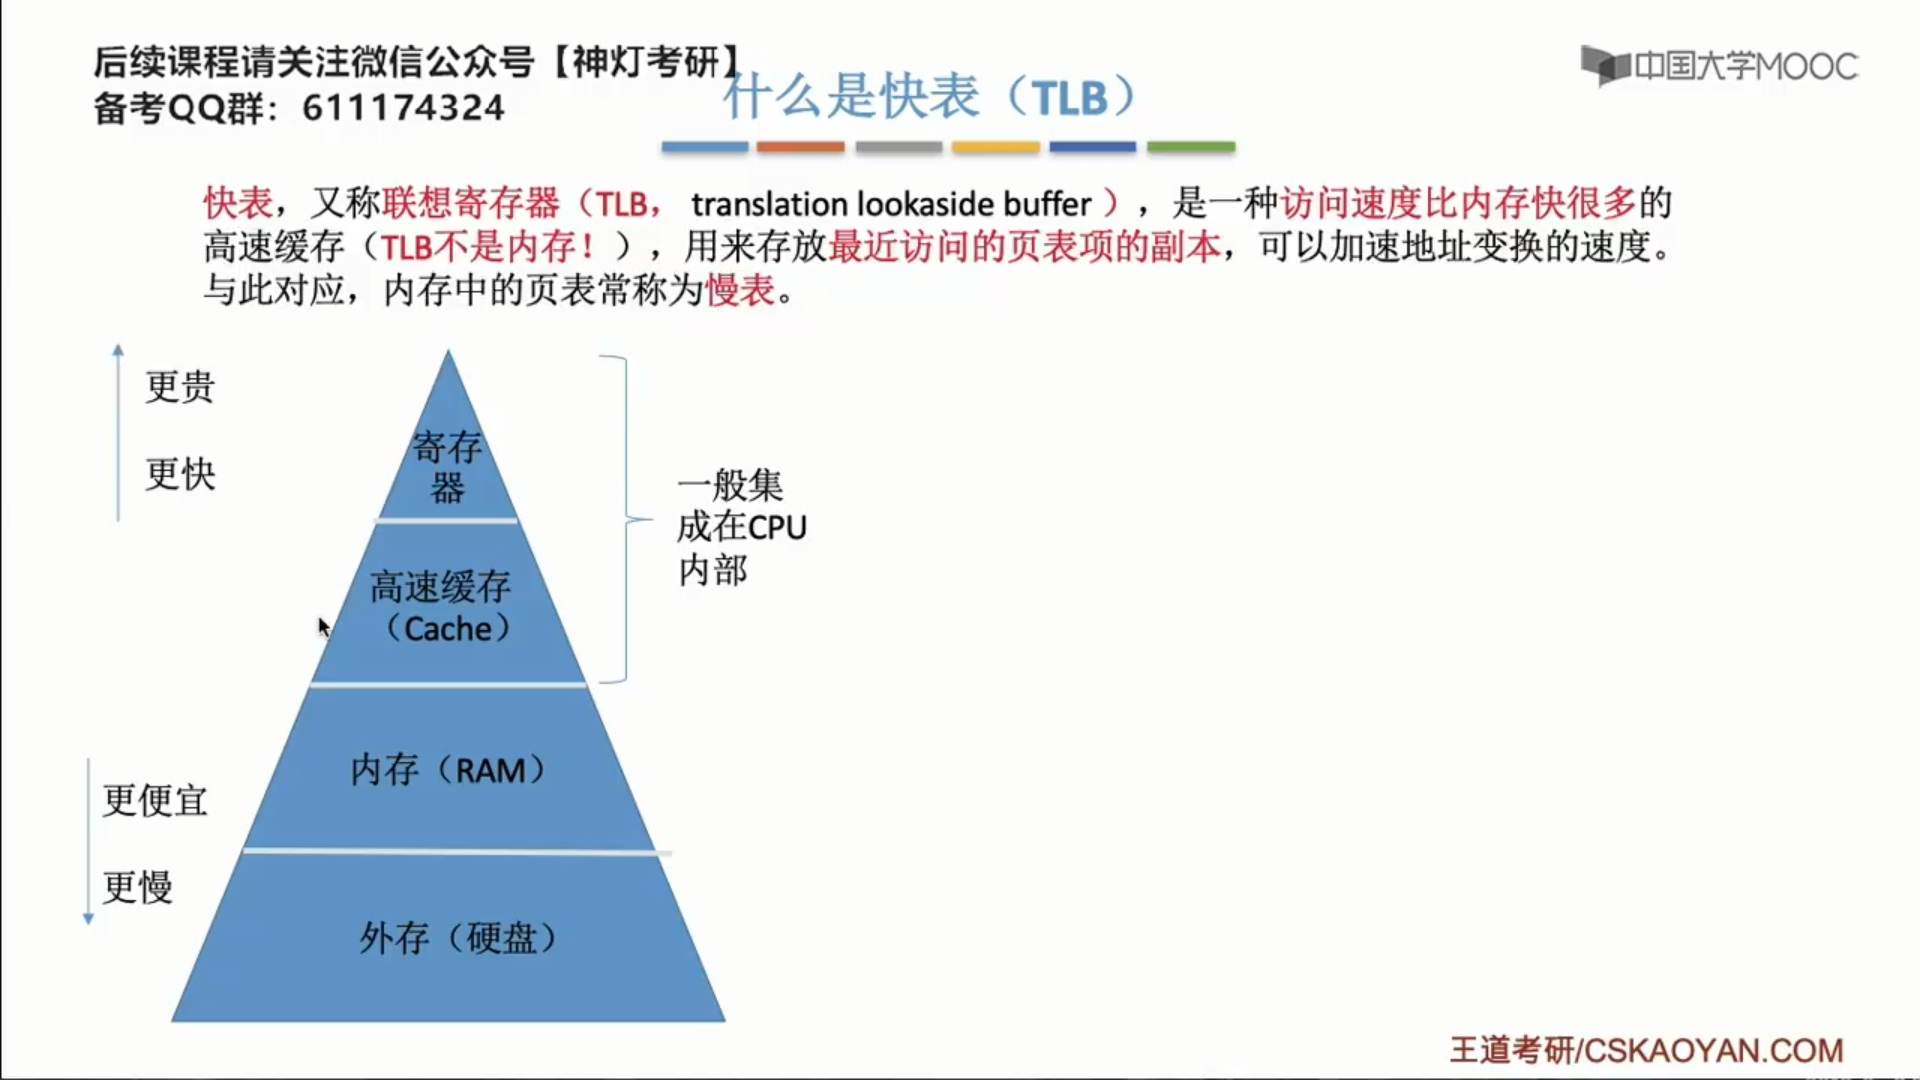 后续课程请关注微信公众号【神灯考研】
备考QQ群：611174324
中国大学MOOC
什么是快表（TLB）
快表，又称联想寄存器（TLB， translation lookaside buffer ），是一种访问速度比内存快很多的
高速缓存（TLB不是内存！），用来存放最近访问的页表项的副本，可以加速地址变换的速度。
与此对应，内存中的页表常称为慢表。
更贵
更快
寄存
器
高速缓存
（Cache）
一般集
成在CPU
内部
内存（RAM）
更便宜
更慢
外存（硬盘）
王道考研/CSKAOYAN.COM